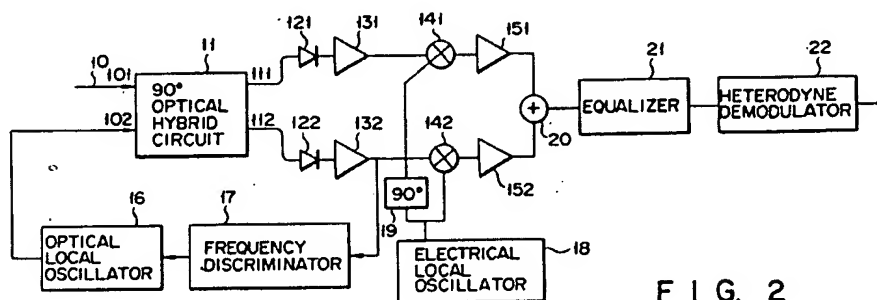 121
131
141
151
10
101
11
111
21
22
90°
OPTICAL
HYBRID
CIRCUIT
102
112
122
132
142
152
+
20
EQUALIZER
HETERODYNE
DEMODULATOR
16
17
90°
19
18
OPTICAL
LOCAL
OSCILLATOR
FREQUENCY
DISCRIMINATOR
ELECTRICAL
LOCAL
OSCILLATOR
FIG. 2